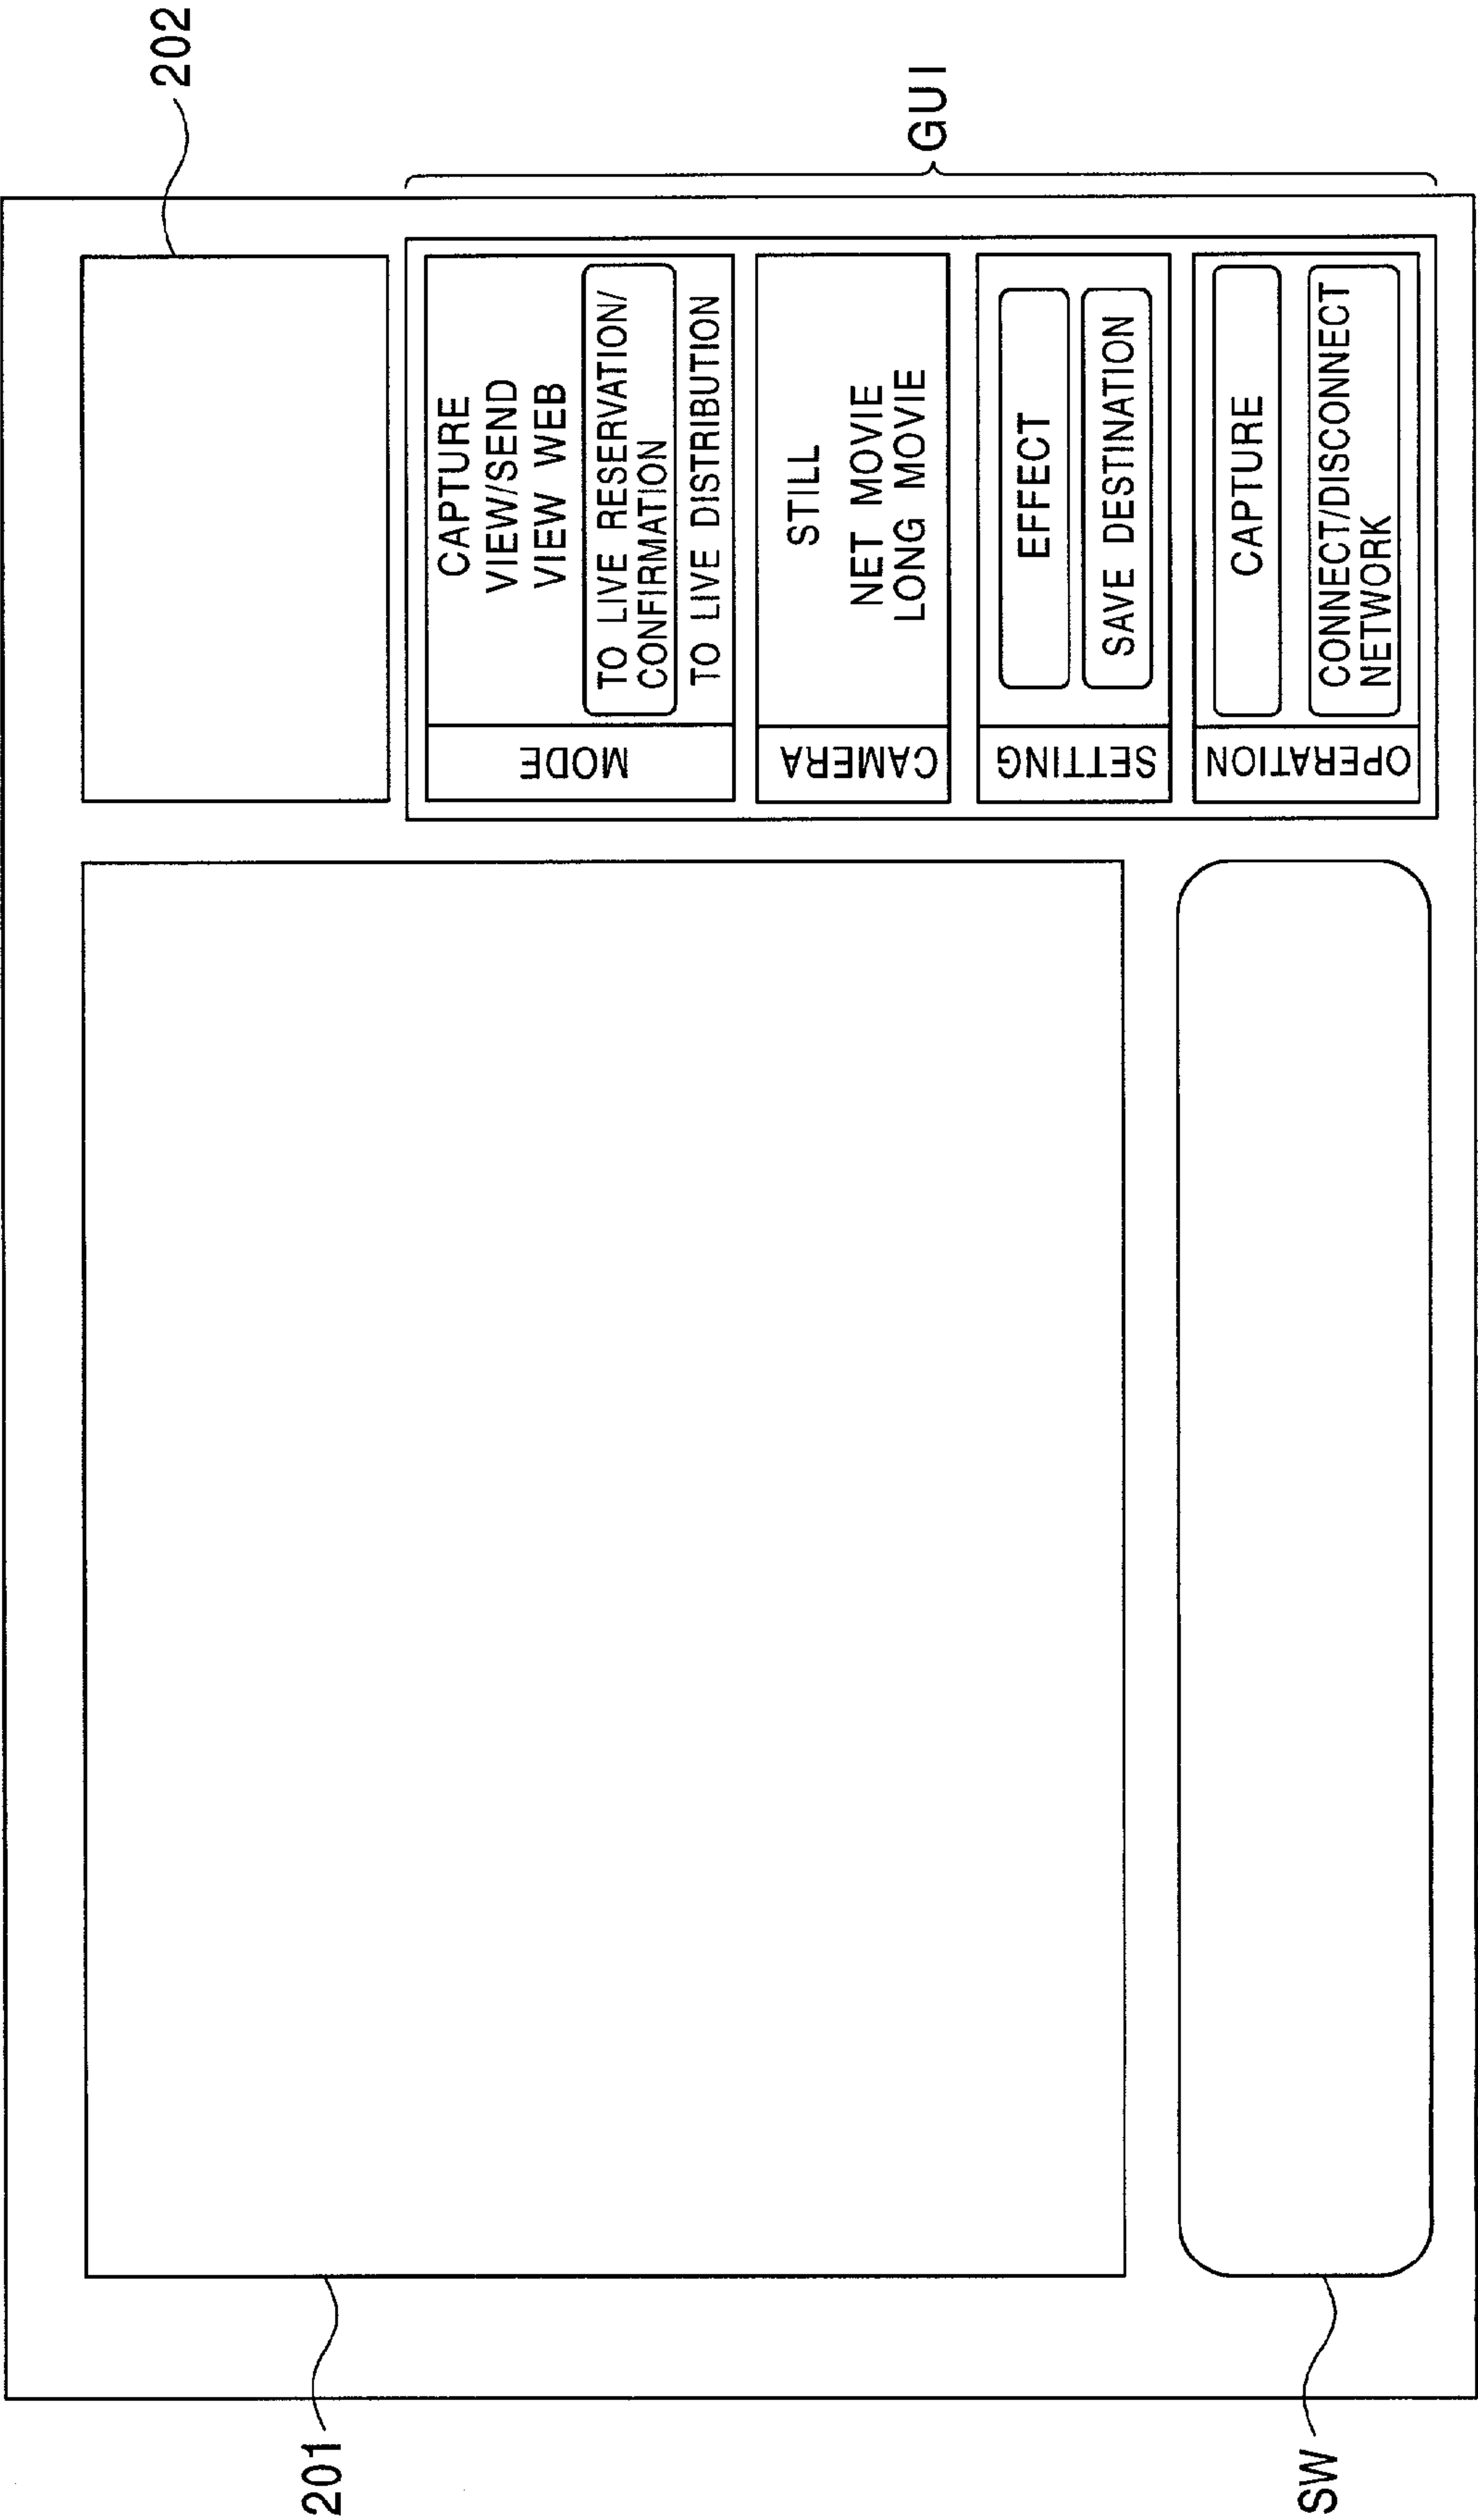 202
GUI
MODE
CAPTURE
VIEW/SEND
VIEW WEB
TO LIVE RESERVATION/
CONFIRMATION
TO LIVE DISTRIBUTION
CAMERA
STILL
NET MOVIE
LONG MOVIE
SETTING
EFFECT
SAVE DESTINATION
OPERATION
CAPTURE
CONNECT/DISCONNECT
NETWORK
201
SW